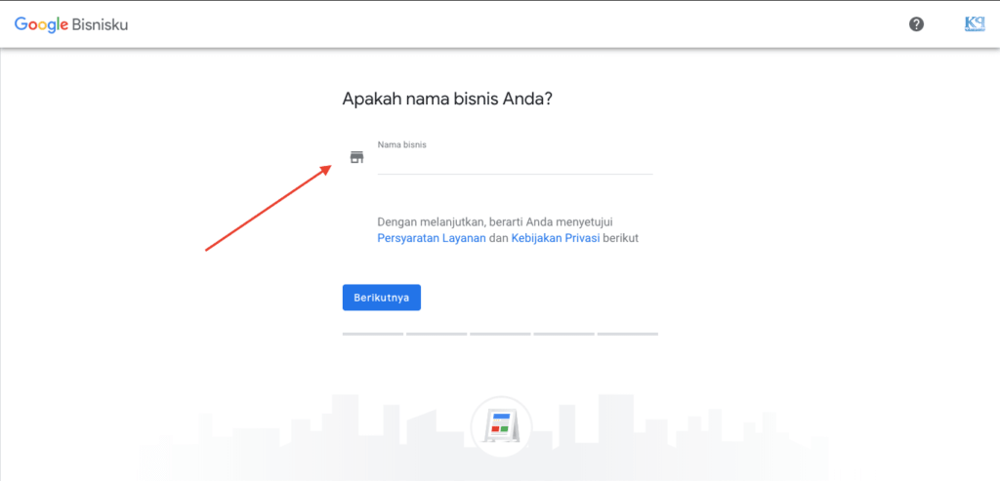 Google Bisnisku
Apakah nama bisnis Anda?
Nama bisnis
Dengan melanjutkan, berarti Anda menyetujui
Persyaratan Layanan dan Kebijakan Privasi berikut
Berikutnya